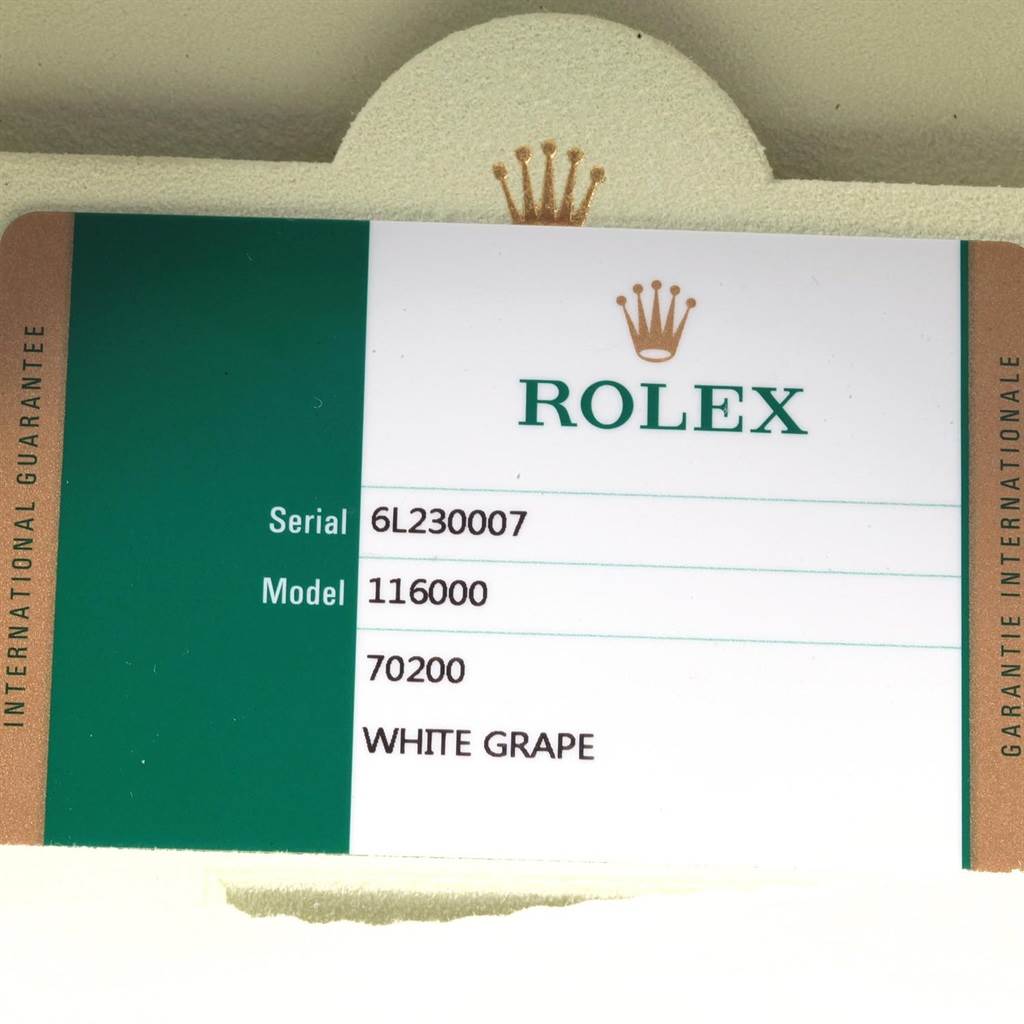 INTERNATIONAL GUARANTEE
ROLEX
Serial 6L230007
Model 116000
70200
WHITE GRAPE
GARANTIE INTERNATIONALE